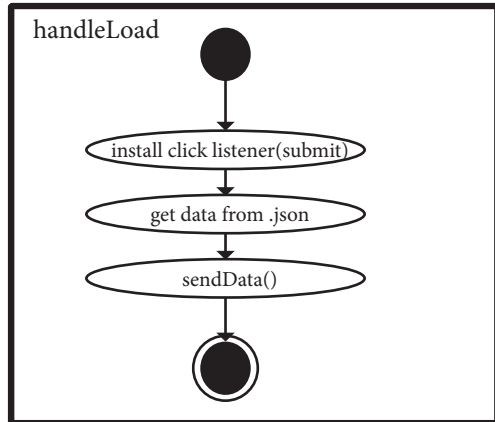 handleLoad
install click listener(submit)
get data from .json
sendData()